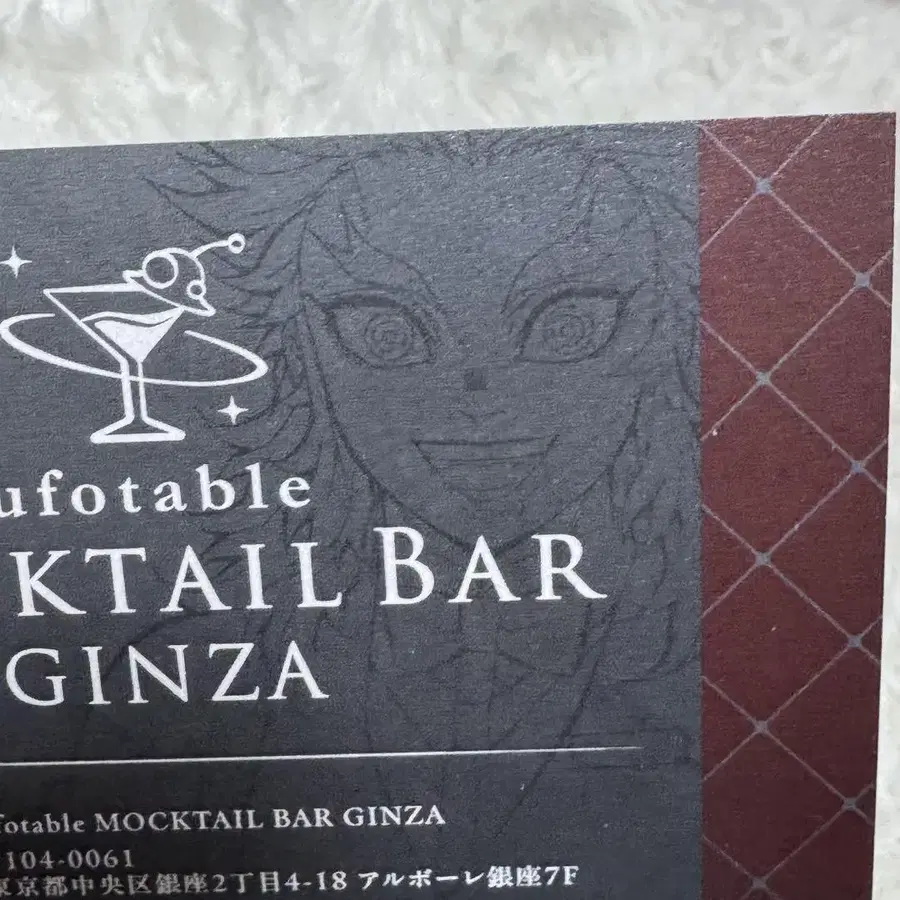 ufotable
KTAIL BAR
GINZA
fotable MOCKTAIL BAR GINZA
104-0061
東京都中央区銀座2丁目4-18 アルボーレ銀座7F